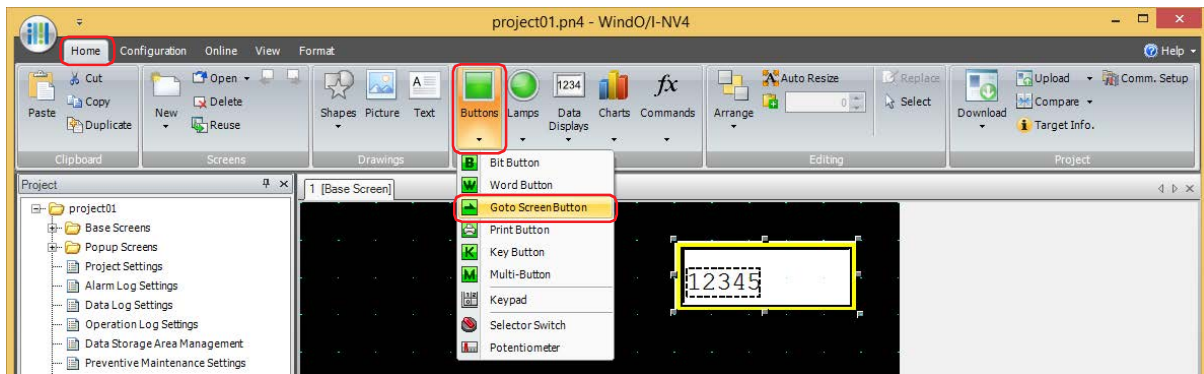 project01.pn4 - WindO/I-NV4
Home Configuration Online View Format Help
Cut Open Auto Resize Replace Upload Comm. Setup
Copy Delete 0 Select Compare
Paste Duplicate New Reuse Shapes Picture Text Buttons Lamps Data Displays Charts Commands Arrange Download Target Info.
Clipboard Screens Drawings Editing Project
Project 1 [Base Screen]
Bit Button
Word Button
Goto Screen Button
Print Button
Key Button
Multi-Button
Keypad
Selector Switch
Potentiometer
project01
Base Screens
Popup Screens
Project Settings
Alarm Log Settings
Data Log Settings
Operation Log Settings
Data Storage Area Management
Preventive Maintenance Settings
12345